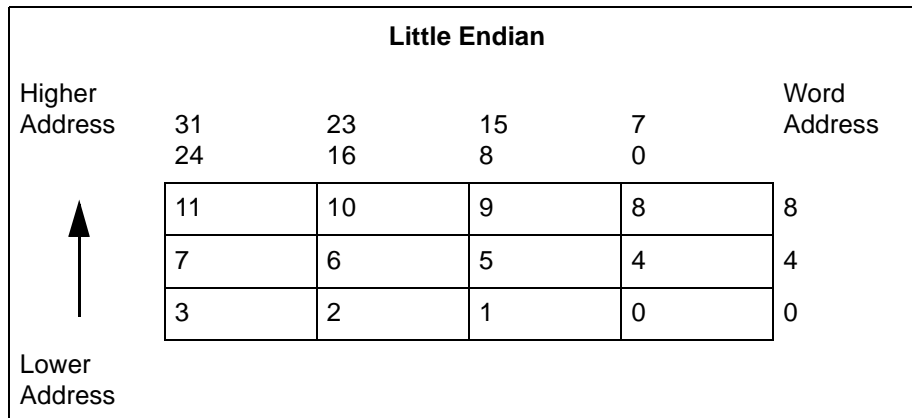 Little Endian
Higher
Address
Word
Address
31 23 15 7
24 16 8 0
11 10 9 8 8
7 6 5 4 4
3 2 1 0 0
Lower
Address